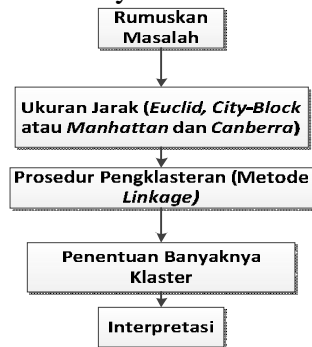 Rumuskan
Masalah
Ukuran Jarak (Euclid, City-Block
atau Manhattan dan Canberra)
Prosedur Pengklasteran (Metode
Linkage)
Penentuan Banyaknya
Klaster
Interpretasi